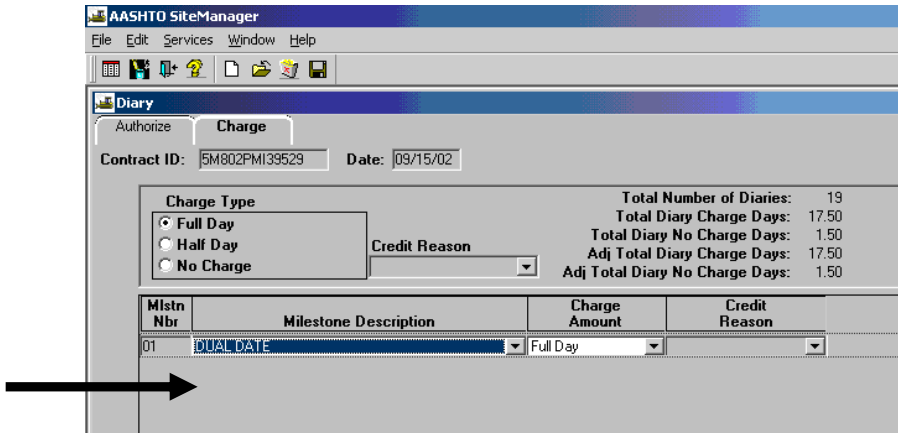 AASHTO SiteManager
File Edit Services Window Help
Diary
Authorize Charge
Contract ID: 5M802PMI39529 Date: 09/15/02
Charge Type
Full Day
Half Day
No Charge
Credit Reason
Total Number of Diaries: 19
Total Diary Charge Days: 17.50
Total Diary No Charge Days: 1.50
Adj Total Diary Charge Days: 17.50
Adj Total Diary No Charge Days: 1.50
Mlstn Nbr Milestone Description Charge Amount Credit Reason
01 DUAL DATE Full Day